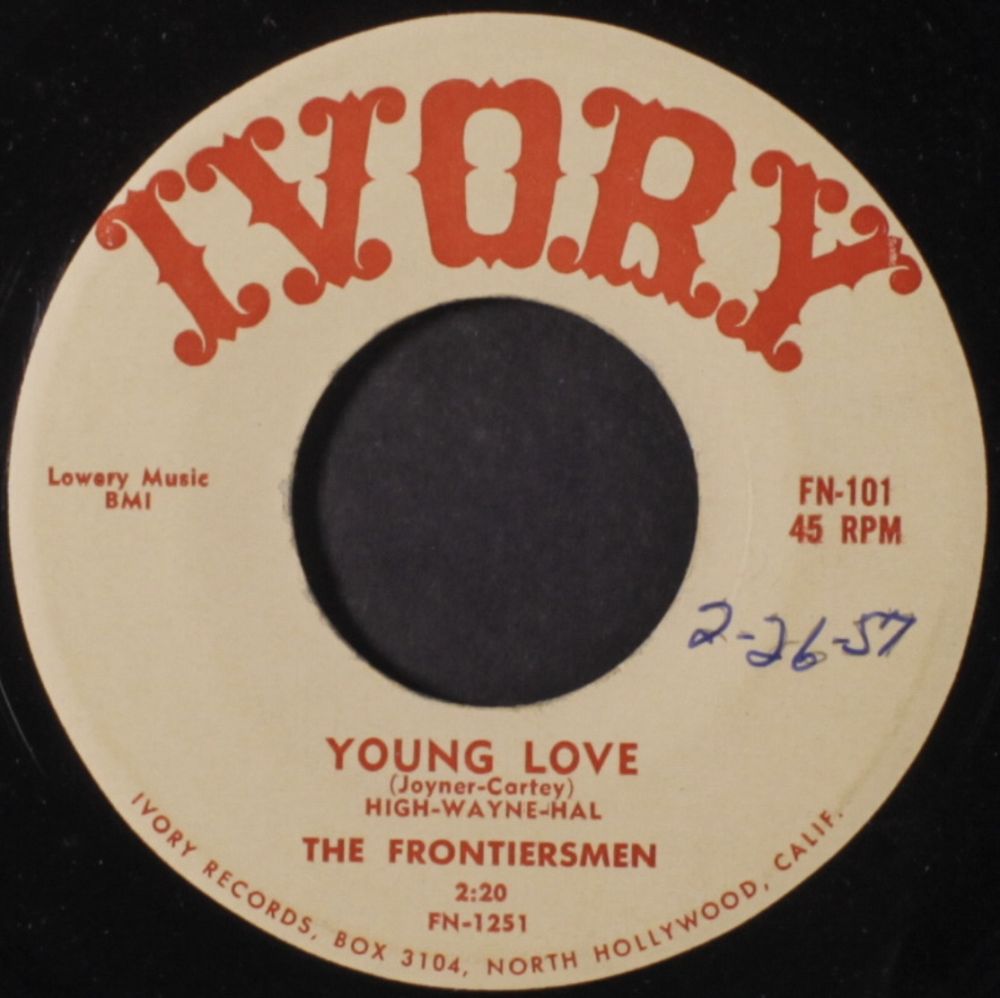 IVORY
Lowery Music
BMI
FN-101
45 RPM
2-26-57
YOUNG LOVE
(Joyner-Cartey)
HIGH-WAYNE-HAL
THE FRONTIERSMEN
2:20
FN-1251
IVORY RECORDS, BOX 3104, NORTH HOLLYWOOD, CALIF.